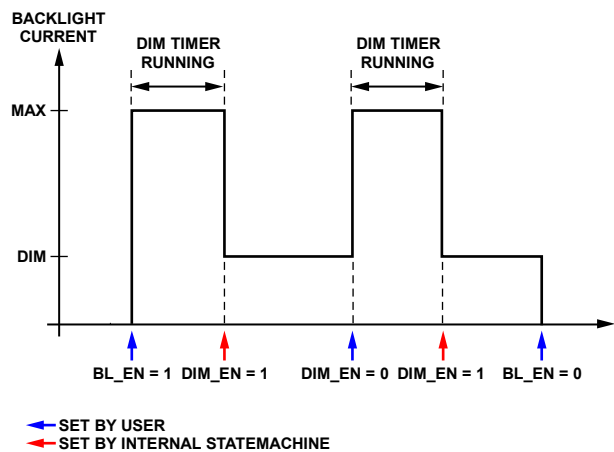 BACKLIGHT
CURRENT
DIM TIMER
RUNNING
DIM TIMER
RUNNING
MAX
DIM
BL_EN = 1
DIM_EN = 1
DIM_EN = 0
DIM_EN = 1
BL_EN = 0
SET BY USER
SET BY INTERNAL STATEMACHINE